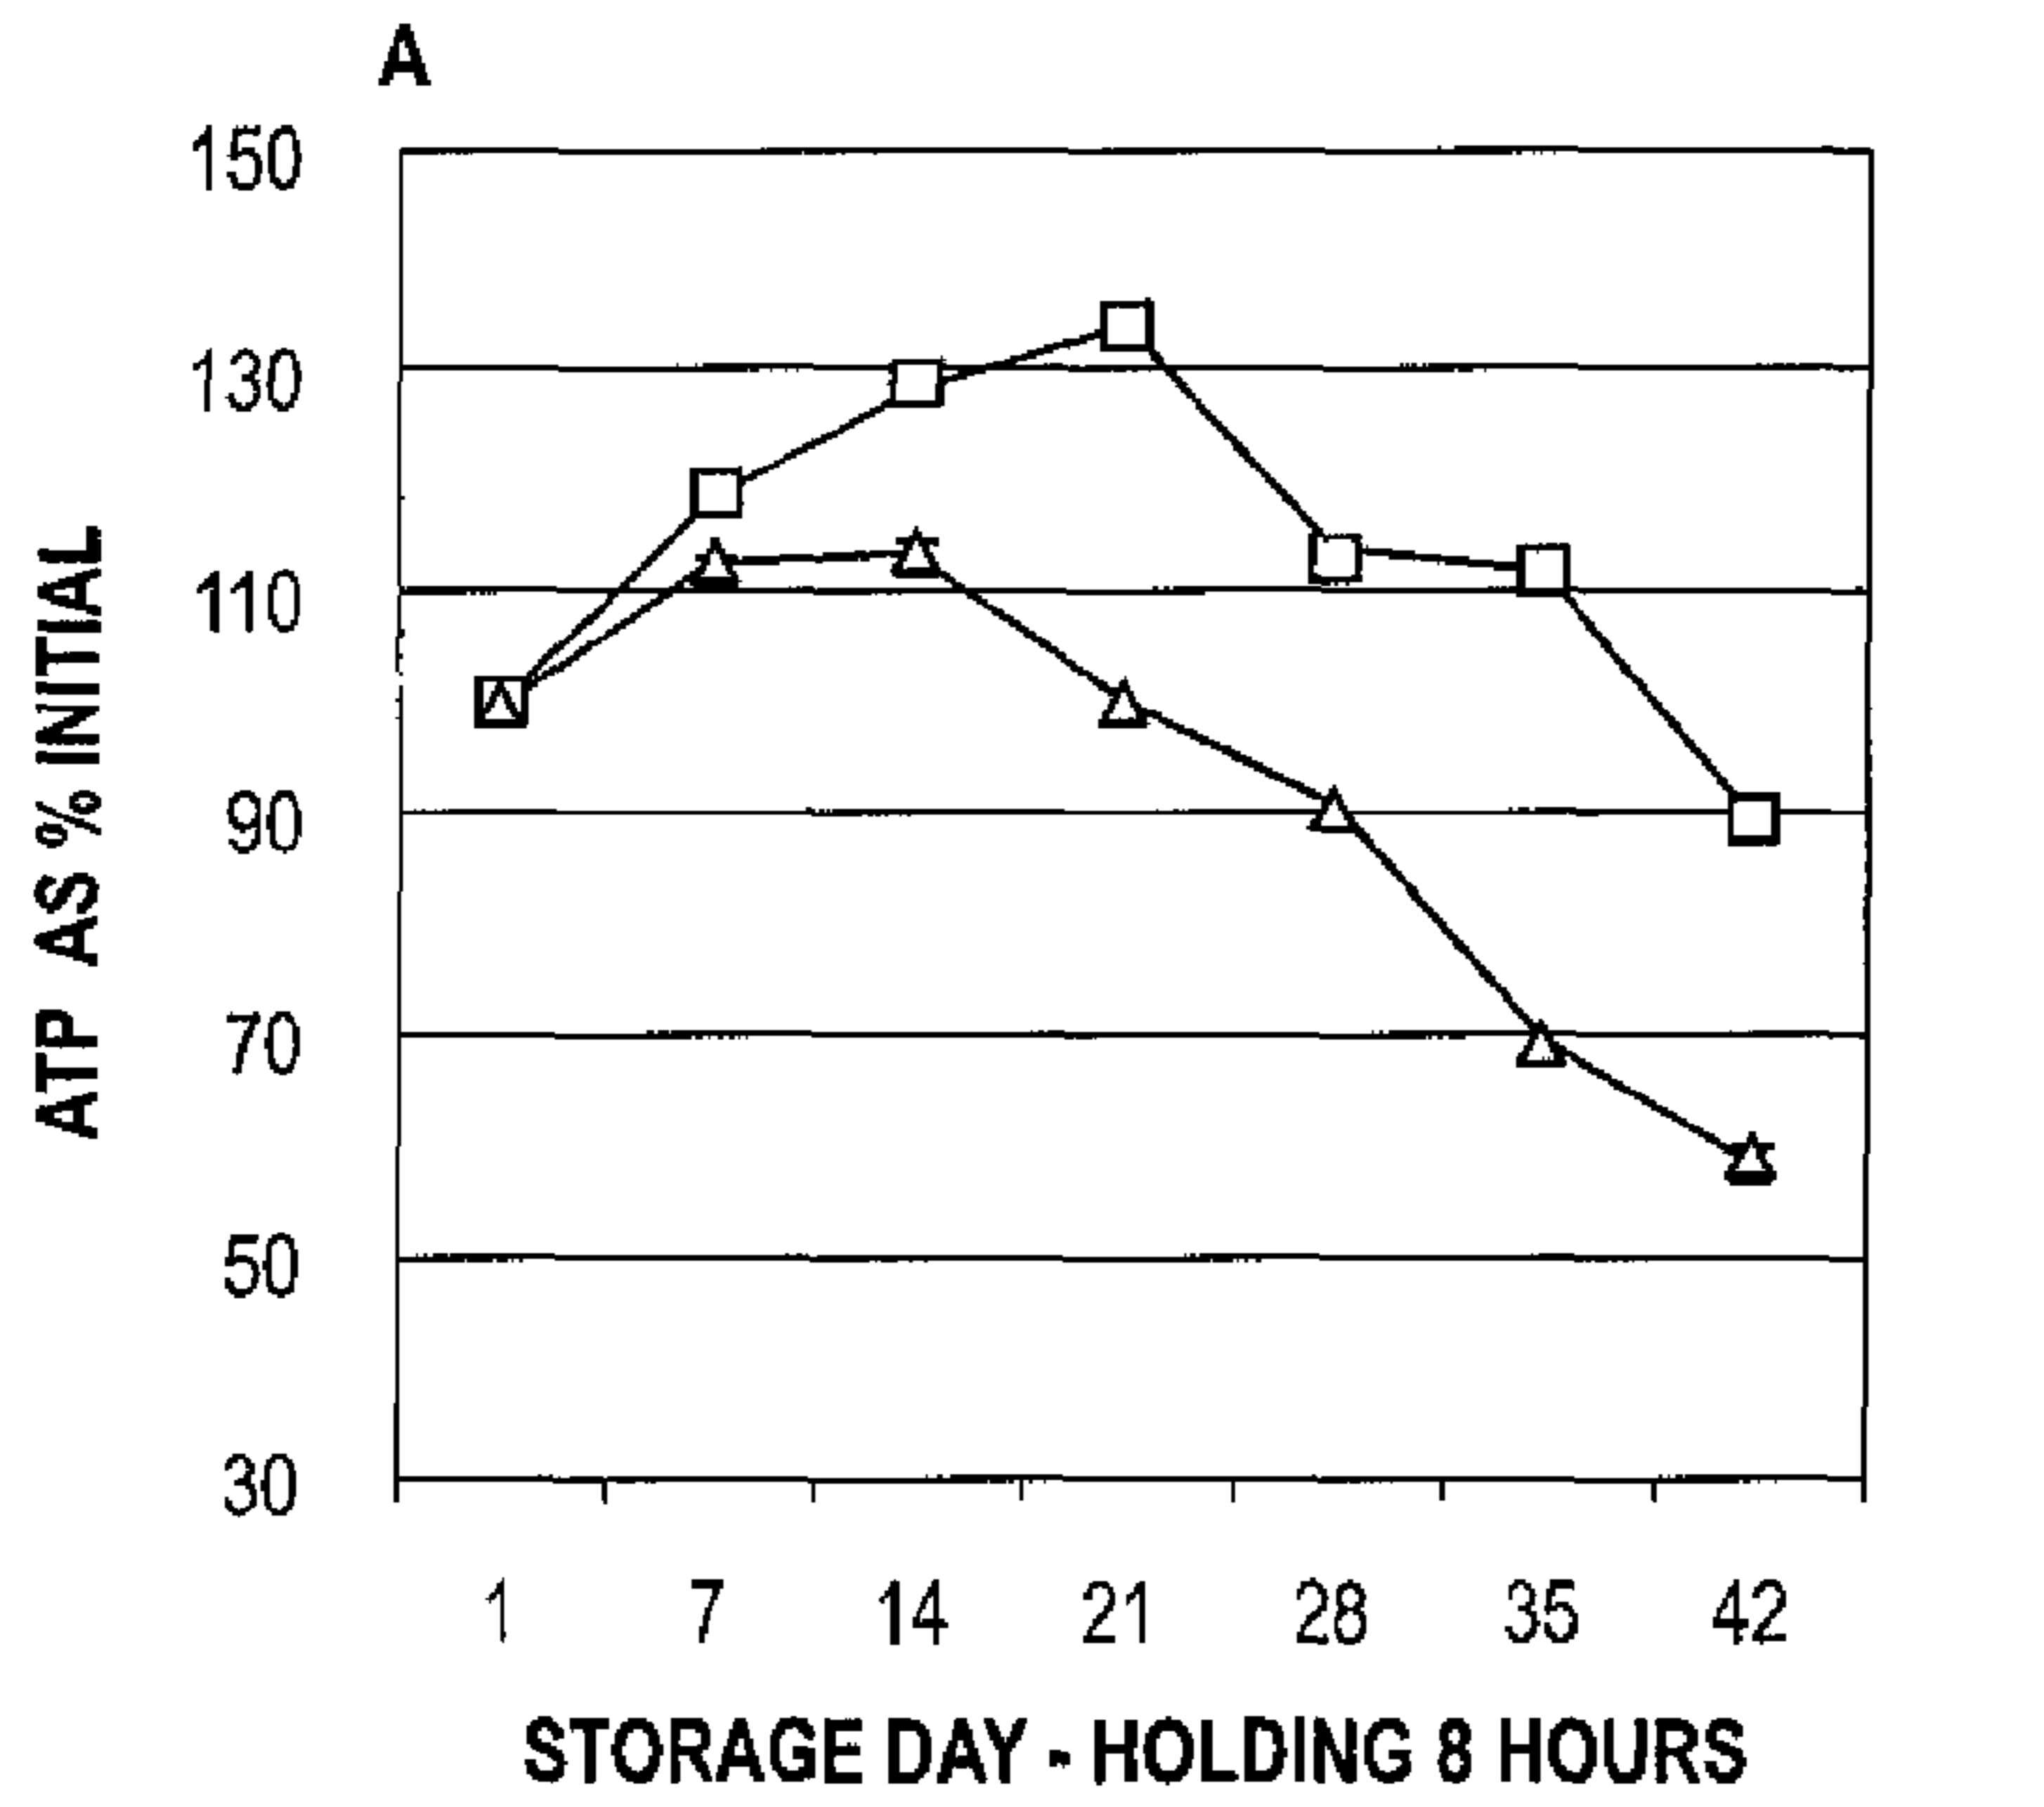 A
150
130
110
90
70
50
30
ATP AS % INITIAL
1 7 14 21 28 35 42
STORAGE DAY - HOLDING 8 HOURS